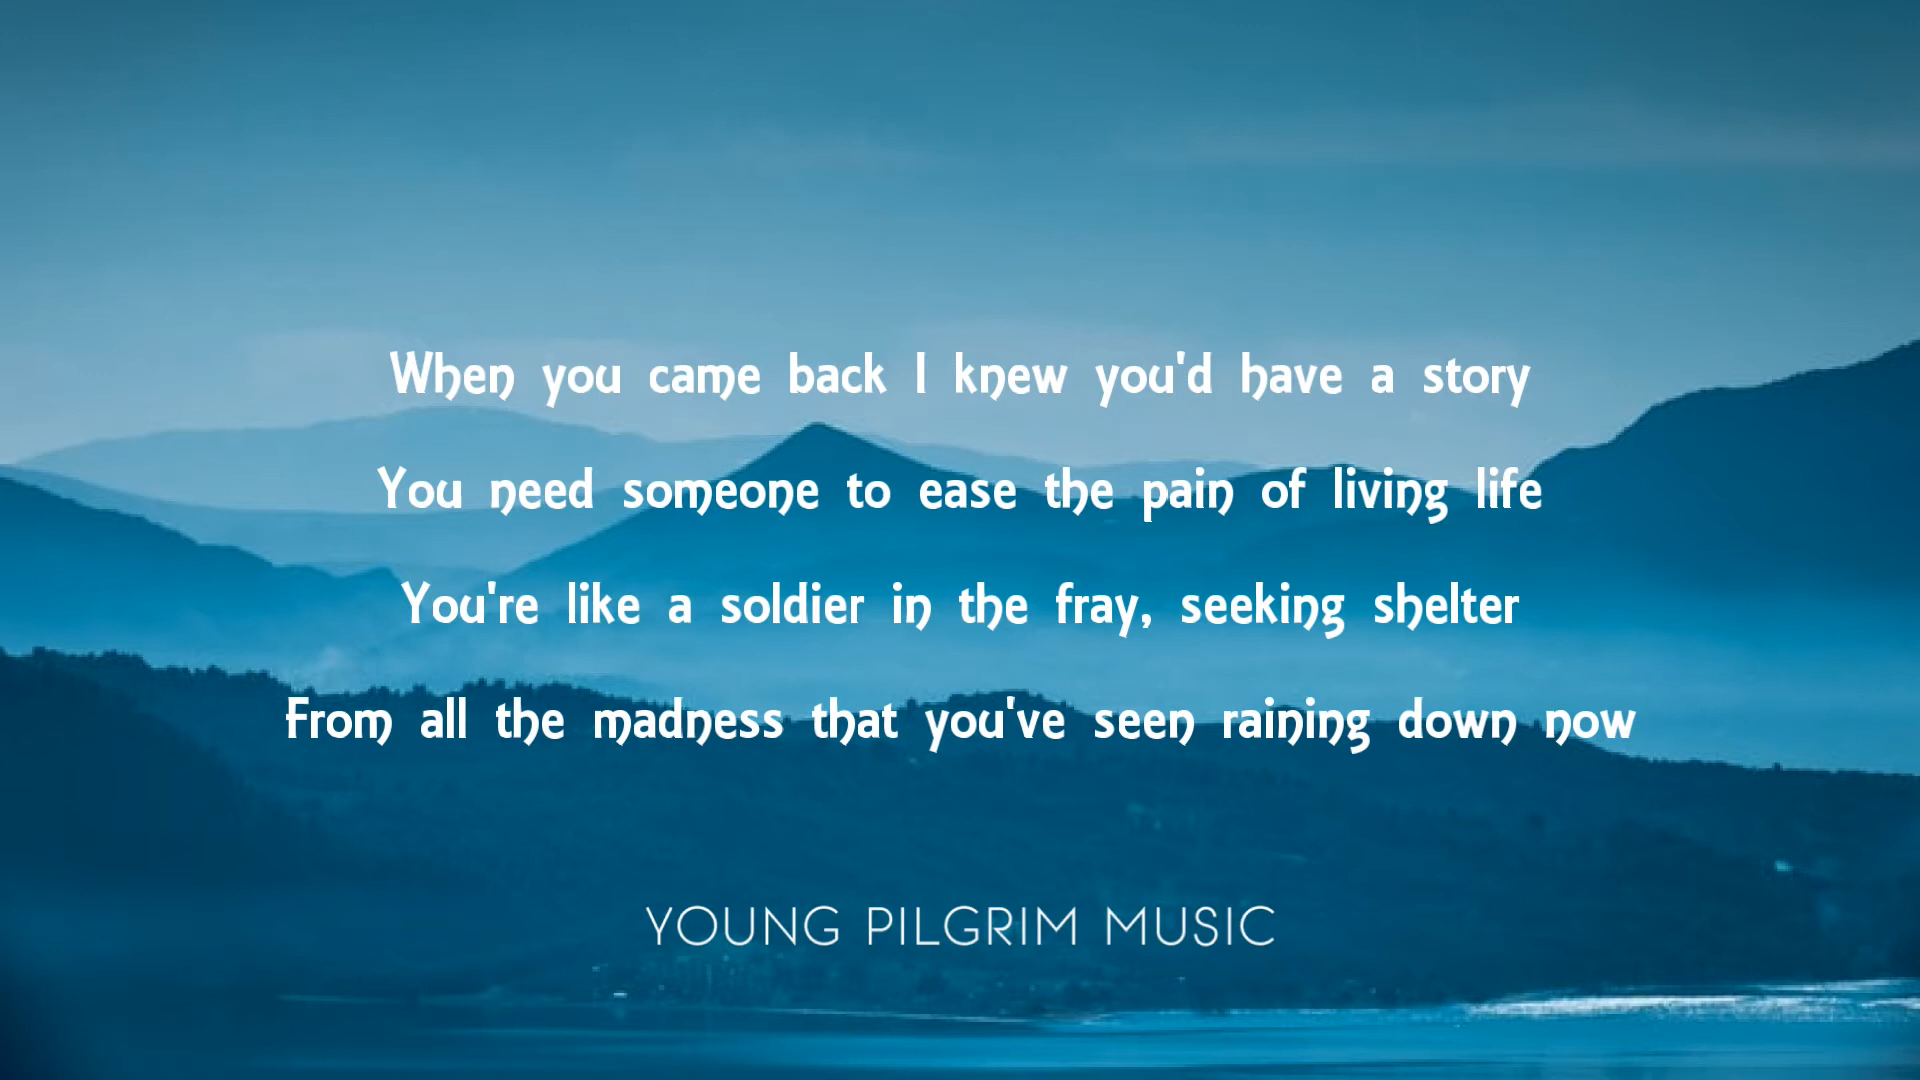 When you came back I knew you'd have a story
You need someone to ease the pain of living life
You're like a soldier in the fray, seeking shelter
From all the madness that you've seen raining down now
YOUNG PILGRIM MUSIC